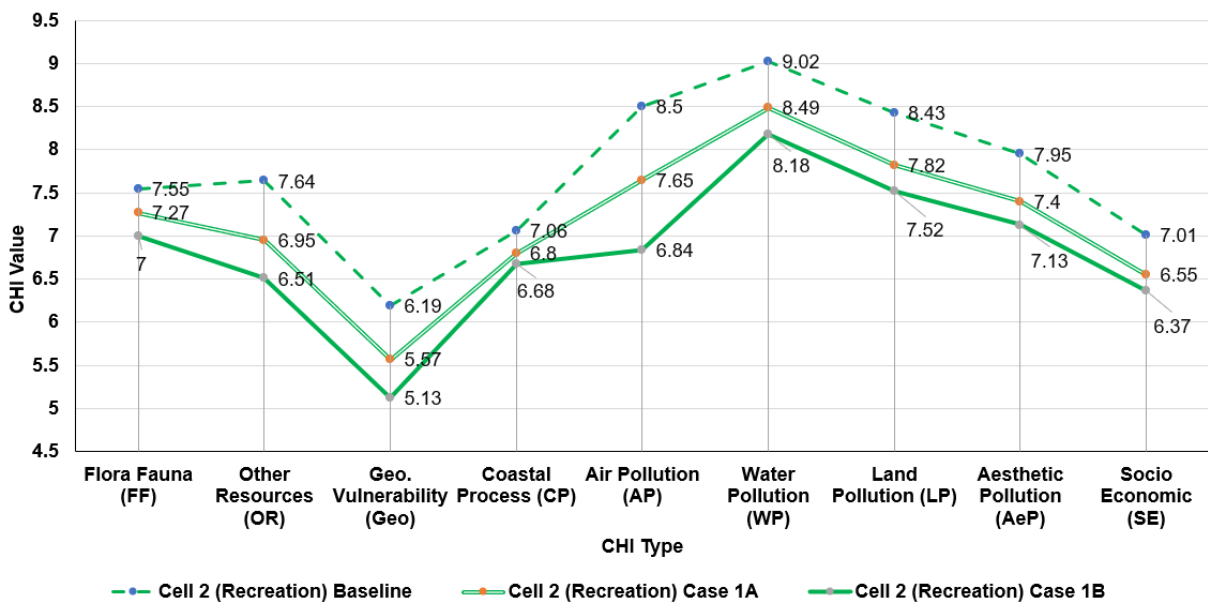 9.5
9
8.5
8
7.5
7
6.5
6
5.5
5
4.5
CHI Value
7.55
7.64
6.19
7.06
8.5
9.02
8.43
7.95
7.01
7.27
6.95
5.57
6.8
7.65
8.49
7.82
7.4
6.55
7
6.51
5.13
6.68
6.84
8.18
7.52
7.13
6.37
Flora Fauna
(FF)
Other
Resources
(OR)
Geo.
Vulnerability
(Geo)
Coastal
Process (CP)
Air Pollution
(AP)
Water
Pollution
(WP)
Land
Pollution (LP)
Aesthetic
Pollution
(AeP)
Socio
Economic
(SE)
CHI Type
Cell 2 (Recreation) Baseline
Cell 2 (Recreation) Case 1A
Cell 2 (Recreation) Case 1B